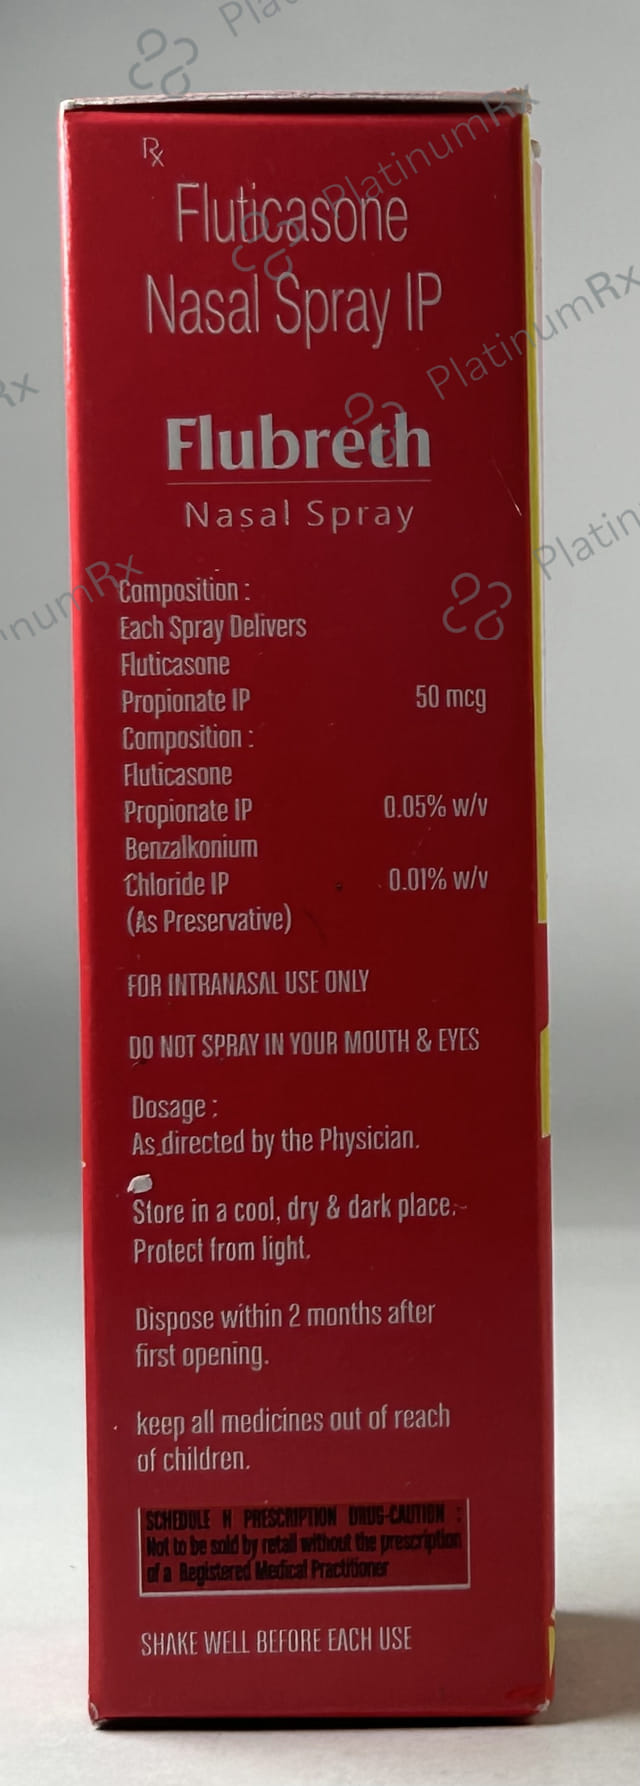 Rx
Fluticasone
Nasal Spray IP
Flubreth
Nasal Spray
Composition :
Each Spray Delivers
Fluticasone
Propionate IP 50 mcg
Composition :
Fluticasone
Propionate IP 0.05% w/v
Benzalkonium
Chloride IP 0.01% w/v
(As Preservative)
FOR INTRANASAL USE ONLY
DO NOT SPRAY IN YOUR MOUTH & EYES
Dosage :
As directed by the Physician.
Store in a cool, dry & dark place.
Protect from light.
Dispose within 2 months after
first opening.
keep all medicines out of reach
of children.
SCHEDULE H PRESCRIPTION DRUG-CAUTION :
Not to be sold by retail without the prescription
of a Registered Medical Practitioner
SHAKE WELL BEFORE EACH USE
PlatinumRx
PlatinumRx